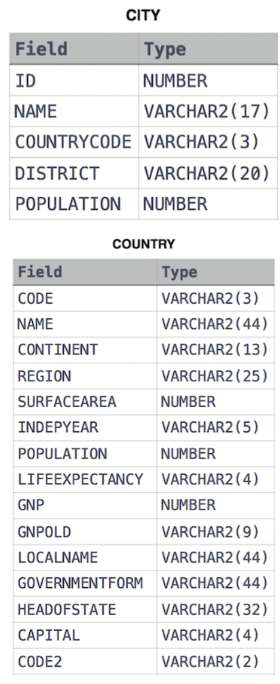 CITY
Field Type
ID NUMBER
NAME VARCHAR2(17)
COUNTRYCODE VARCHAR2(3)
DISTRICT VARCHAR2(20)
POPULATION NUMBER
COUNTRY
Field Type
CODE VARCHAR2(3)
NAME VARCHAR2(44)
CONTINENT VARCHAR2(13)
REGION VARCHAR2(25)
SURFACEAREA NUMBER
INDEPYEAR VARCHAR2(5)
POPULATION NUMBER
LIFEEXPECTANCY VARCHAR2(4)
GNP NUMBER
GNPOLD VARCHAR2(9)
LOCALNAME VARCHAR2(44)
GOVERNMENTFORM VARCHAR2(44)
HEADOFSTATE VARCHAR2(32)
CAPITAL VARCHAR2(4)
CODE2 VARCHAR2(2)